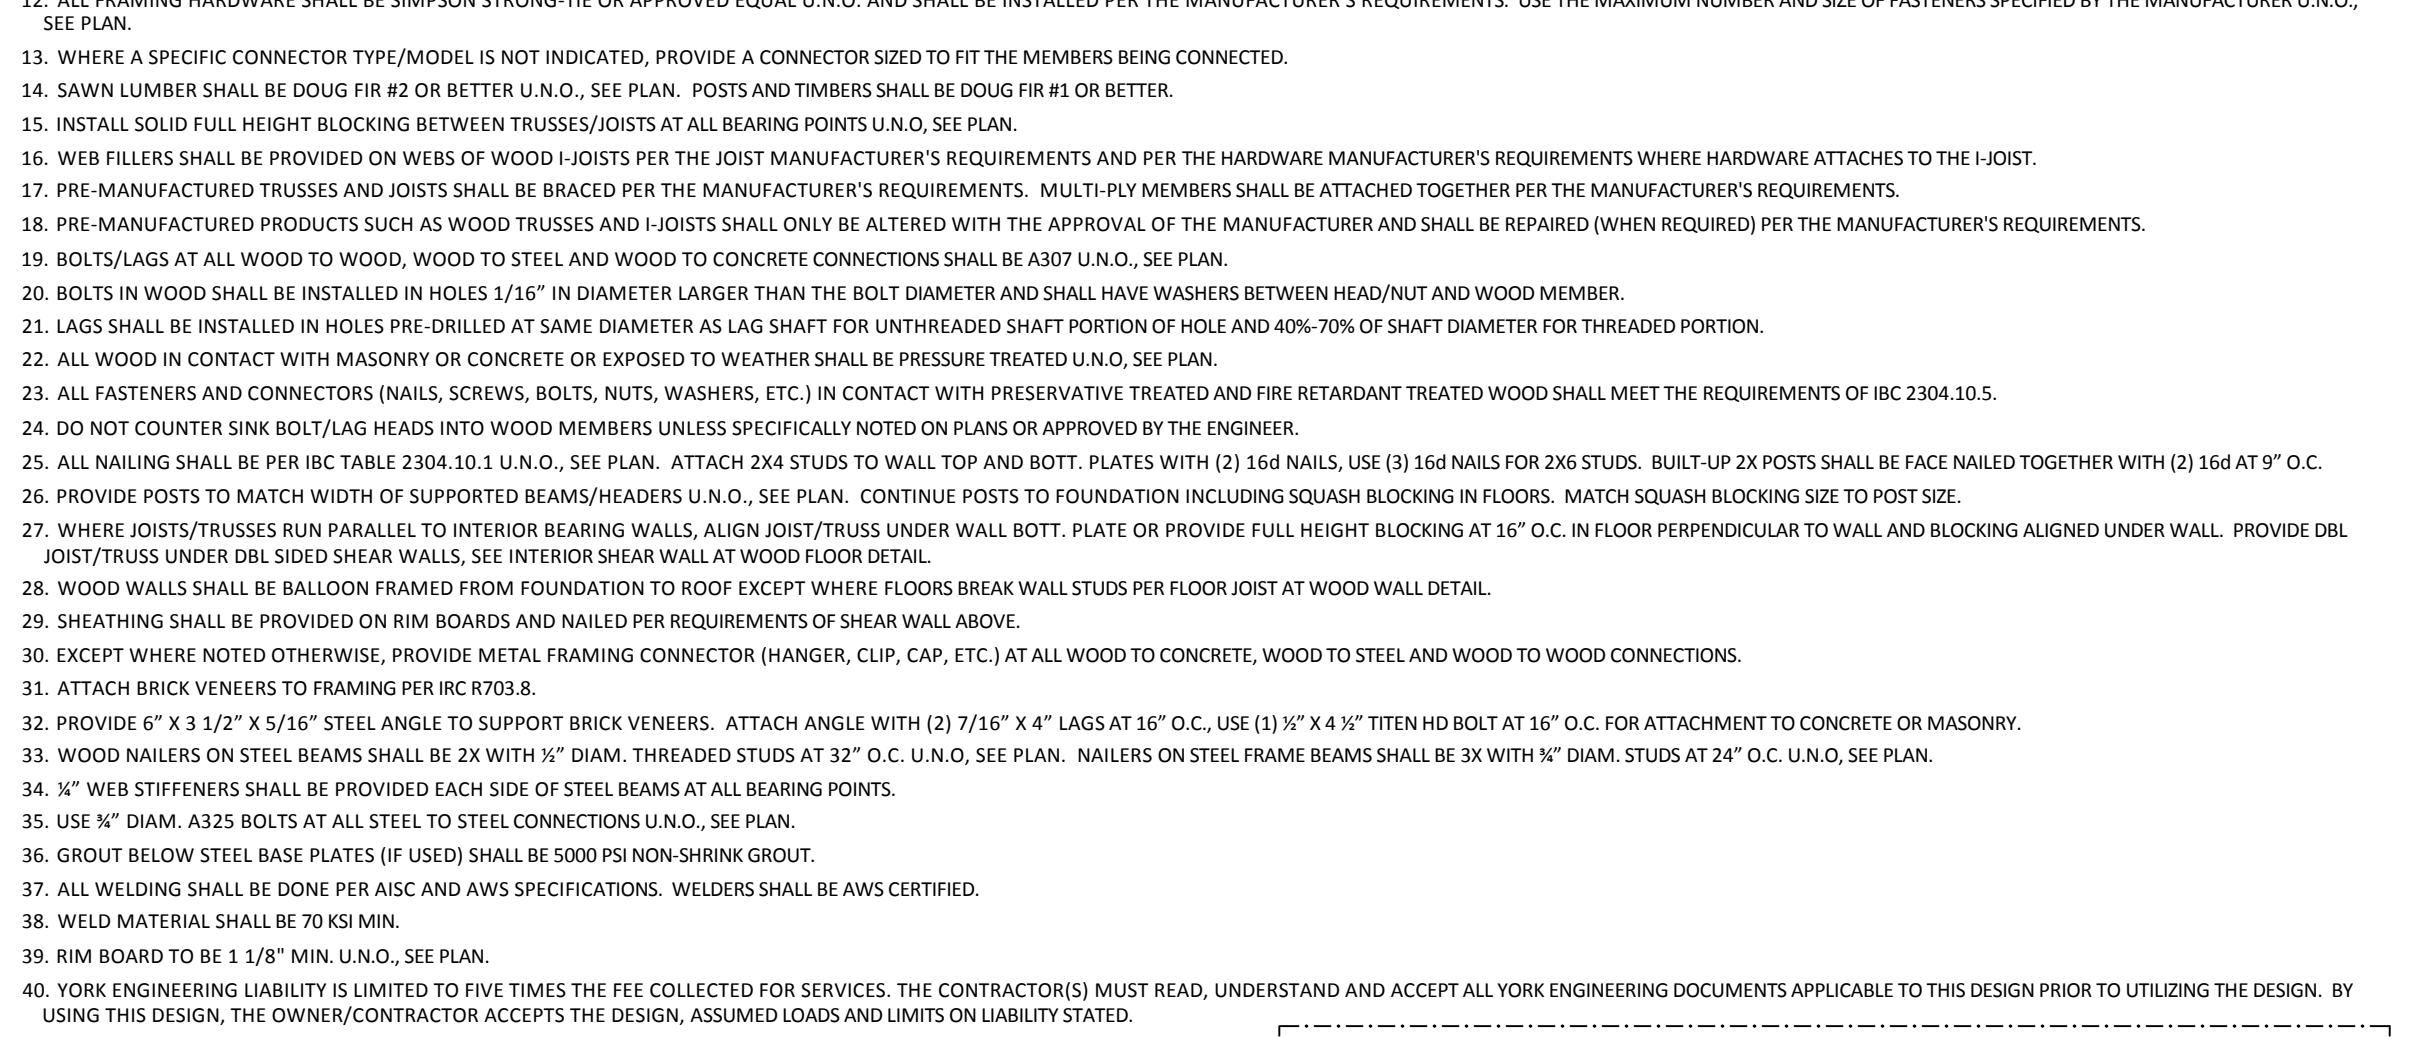 12. ALL FRAMING HARDWARE SHALL BE SIMPSON STRONG-TIE OR APPROVED EQUAL U.N.O. AND SHALL BE INSTALLED PER THE MANUFACTURER'S REQUIREMENTS. USE THE MAXIMUM NUMBER AND SIZE OF FASTENERS SPECIFIED BY THE MANUFACTURER U.N.O.,
SEE PLAN.
13. WHERE A SPECIFIC CONNECTOR TYPE/MODEL IS NOT INDICATED, PROVIDE A CONNECTOR SIZED TO FIT THE MEMBERS BEING CONNECTED.
14. SAWN LUMBER SHALL BE DOUG FIR #2 OR BETTER U.N.O., SEE PLAN. POSTS AND TIMBERS SHALL BE DOUG FIR #1 OR BETTER.
15. INSTALL SOLID FULL HEIGHT BLOCKING BETWEEN TRUSSES/JOISTS AT ALL BEARING POINTS U.N.O, SEE PLAN.
16. WEB FILLERS SHALL BE PROVIDED ON WEBS OF WOOD I-JOISTS PER THE JOIST MANUFACTURER'S REQUIREMENTS AND PER THE HARDWARE MANUFACTURER'S REQUIREMENTS WHERE HARDWARE ATTACHES TO THE I-JOIST.
17. PRE-MANUFACTURED TRUSSES AND JOISTS SHALL BE BRACED PER THE MANUFACTURER'S REQUIREMENTS. MULTI-PLY MEMBERS SHALL BE ATTACHED TOGETHER PER THE MANUFACTURER'S REQUIREMENTS.
18. PRE-MANUFACTURED PRODUCTS SUCH AS WOOD TRUSSES AND I-JOISTS SHALL ONLY BE ALTERED WITH THE APPROVAL OF THE MANUFACTURER AND SHALL BE REPAIRED (WHEN REQUIRED) PER THE MANUFACTURER'S REQUIREMENTS.
19. BOLTS/LAGS AT ALL WOOD TO WOOD, WOOD TO STEEL AND WOOD TO CONCRETE CONNECTIONS SHALL BE A307 U.N.O., SEE PLAN.
20. BOLTS IN WOOD SHALL BE INSTALLED IN HOLES 1/16” IN DIAMETER LARGER THAN THE BOLT DIAMETER AND SHALL HAVE WASHERS BETWEEN HEAD/NUT AND WOOD MEMBER.
21. LAGS SHALL BE INSTALLED IN HOLES PRE-DRILLED AT SAME DIAMETER AS LAG SHAFT FOR UNTHREADED SHAFT PORTION OF HOLE AND 40%-70% OF SHAFT DIAMETER FOR THREADED PORTION.
22. ALL WOOD IN CONTACT WITH MASONRY OR CONCRETE OR EXPOSED TO WEATHER SHALL BE PRESSURE TREATED U.N.O, SEE PLAN.
23. ALL FASTENERS AND CONNECTORS (NAILS, SCREWS, BOLTS, NUTS, WASHERS, ETC.) IN CONTACT WITH PRESERVATIVE TREATED AND FIRE RETARDANT TREATED WOOD SHALL MEET THE REQUIREMENTS OF IBC 2304.10.5.
24. DO NOT COUNTER SINK BOLT/LAG HEADS INTO WOOD MEMBERS UNLESS SPECIFICALLY NOTED ON PLANS OR APPROVED BY THE ENGINEER.
25. ALL NAILING SHALL BE PER IBC TABLE 2304.10.1 U.N.O., SEE PLAN. ATTACH 2X4 STUDS TO WALL TOP AND BOTT. PLATES WITH (2) 16d NAILS, USE (3) 16d NAILS FOR 2X6 STUDS. BUILT-UP 2X POSTS SHALL BE FACE NAILED TOGETHER WITH (2) 16d AT 9” O.C.
26. PROVIDE POSTS TO MATCH WIDTH OF SUPPORTED BEAMS/HEADERS U.N.O., SEE PLAN. CONTINUE POSTS TO FOUNDATION INCLUDING SQUASH BLOCKING IN FLOORS. MATCH SQUASH BLOCKING SIZE TO POST SIZE.
27. WHERE JOISTS/TRUSSES RUN PARALLEL TO INTERIOR BEARING WALLS, ALIGN JOIST/TRUSS UNDER WALL BOTT. PLATE OR PROVIDE FULL HEIGHT BLOCKING AT 16” O.C. IN FLOOR PERPENDICULAR TO WALL AND BLOCKING ALIGNED UNDER WALL. PROVIDE DBL
JOIST/TRUSS UNDER DBL SIDED SHEAR WALLS, SEE INTERIOR SHEAR WALL AT WOOD FLOOR DETAIL.
28. WOOD WALLS SHALL BE BALLOON FRAMED FROM FOUNDATION TO ROOF EXCEPT WHERE FLOORS BREAK WALL STUDS PER FLOOR JOIST AT WOOD WALL DETAIL.
29. SHEATHING SHALL BE PROVIDED ON RIM BOARDS AND NAILED PER REQUIREMENTS OF SHEAR WALL ABOVE.
30. EXCEPT WHERE NOTED OTHERWISE, PROVIDE METAL FRAMING CONNECTOR (HANGER, CLIP, CAP, ETC.) AT ALL WOOD TO CONCRETE, WOOD TO STEEL AND WOOD TO WOOD CONNECTIONS.
31. ATTACH BRICK VENEERS TO FRAMING PER IRC R703.8.
32. PROVIDE 6” X 3 1/2” X 5/16” STEEL ANGLE TO SUPPORT BRICK VENEERS. ATTACH ANGLE WITH (2) 7/16” X 4” LAGS AT 16” O.C., USE (1) ½” X 4 ½” TITEN HD BOLT AT 16” O.C. FOR ATTACHMENT TO CONCRETE OR MASONRY.
33. WOOD NAILERS ON STEEL BEAMS SHALL BE 2X WITH ½” DIAM. THREADED STUDS AT 32” O.C. U.N.O, SEE PLAN. NAILERS ON STEEL FRAME BEAMS SHALL BE 3X WITH ¾” DIAM. STUDS AT 24” O.C. U.N.O, SEE PLAN.
34. ¼” WEB STIFFENERS SHALL BE PROVIDED EACH SIDE OF STEEL BEAMS AT ALL BEARING POINTS.
35. USE ¾” DIAM. A325 BOLTS AT ALL STEEL TO STEEL CONNECTIONS U.N.O., SEE PLAN.
36. GROUT BELOW STEEL BASE PLATES (IF USED) SHALL BE 5000 PSI NON-SHRINK GROUT.
37. ALL WELDING SHALL BE DONE PER AISC AND AWS SPECIFICATIONS. WELDERS SHALL BE AWS CERTIFIED.
38. WELD MATERIAL SHALL BE 70 KSI MIN.
39. RIM BOARD TO BE 1 1/8" MIN. U.N.O., SEE PLAN.
40. YORK ENGINEERING LIABILITY IS LIMITED TO FIVE TIMES THE FEE COLLECTED FOR SERVICES. THE CONTRACTOR(S) MUST READ, UNDERSTAND AND ACCEPT ALL YORK ENGINEERING DOCUMENTS APPLICABLE TO THIS DESIGN PRIOR TO UTILIZING THE DESIGN. BY
USING THIS DESIGN, THE OWNER/CONTRACTOR ACCEPTS THE DESIGN, ASSUMED LOADS AND LIMITS ON LIABILITY STATED.